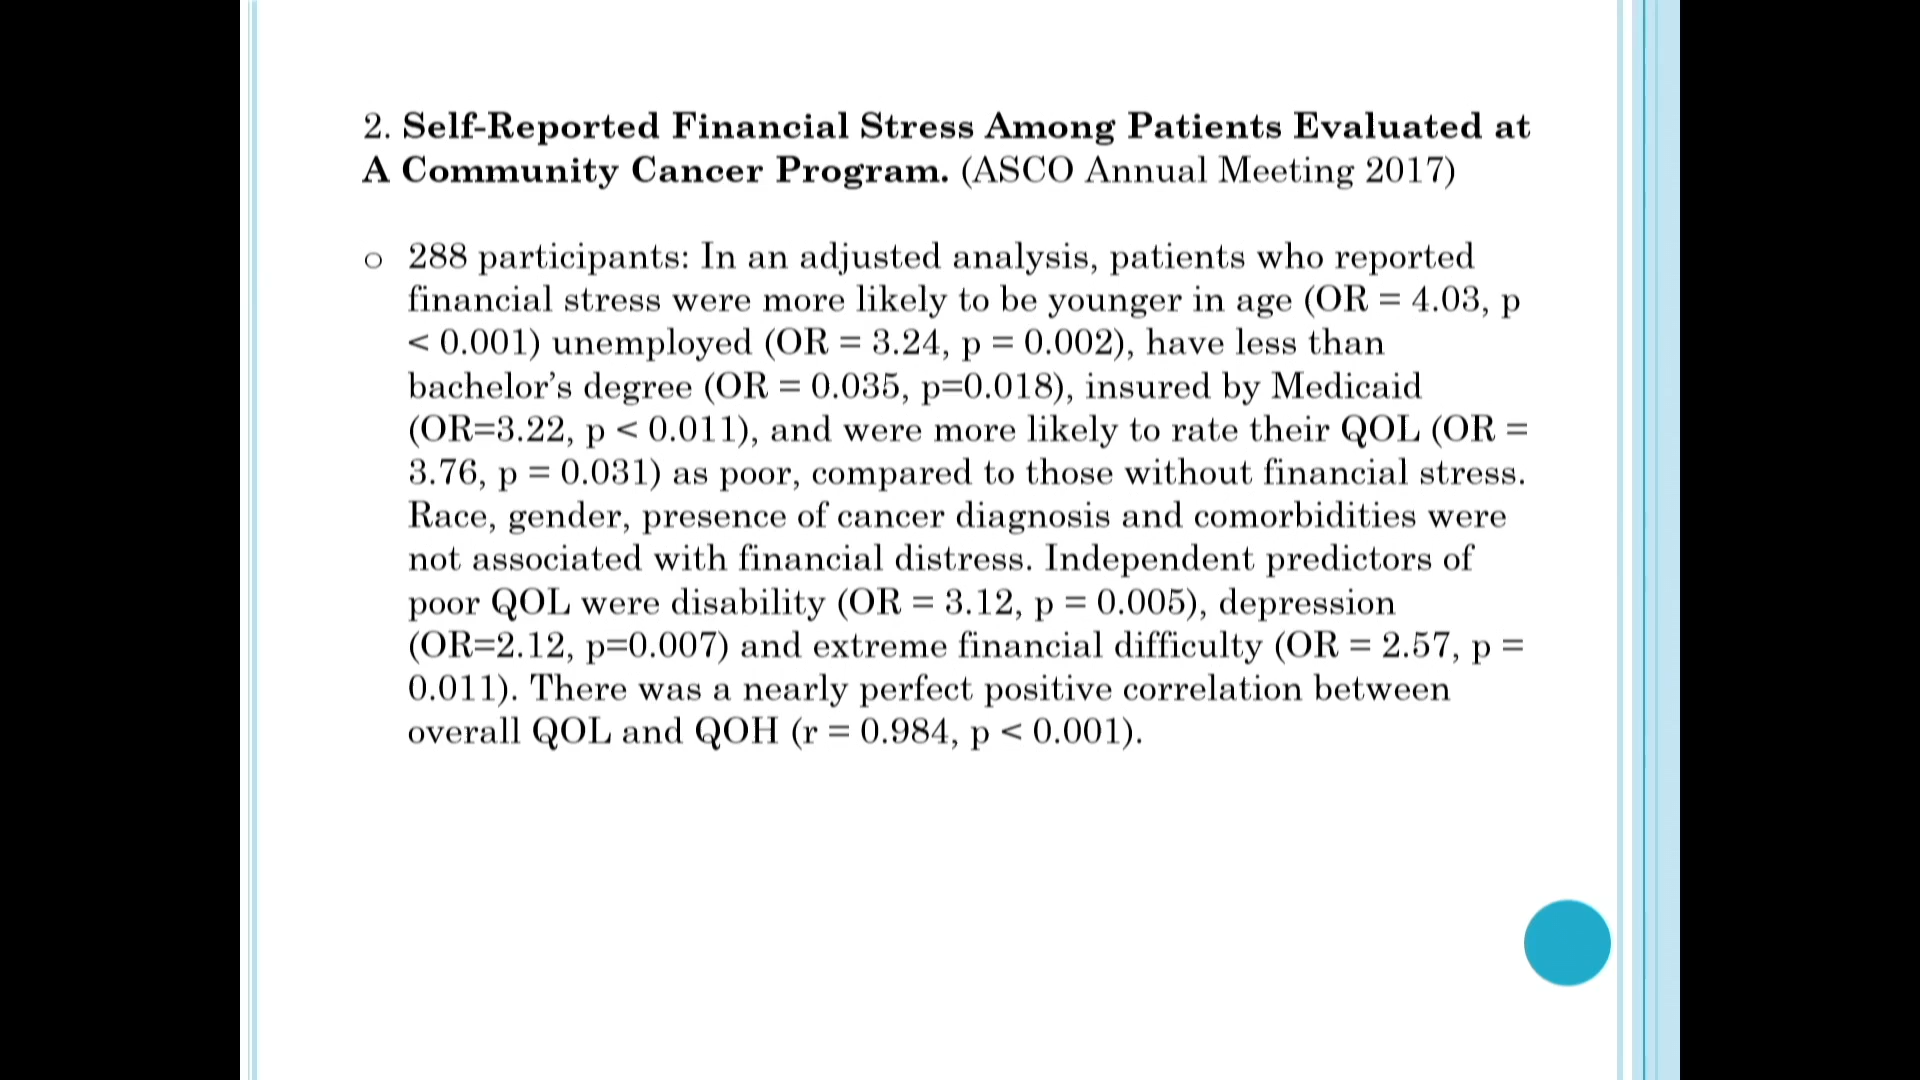 2. Self-Reported Financial Stress Among Patients Evaluated at
A Community Cancer Program. (ASCO Annual Meeting 2017)
o 288 participants: In an adjusted analysis, patients who reported
financial stress were more likely to be younger in age (OR = 4.03, p
< 0.001) unemployed (OR = 3.24, p = 0.002), have less than
bachelor’s degree (OR = 0.035, p=0.018), insured by Medicaid
(OR=3.22, p < 0.011), and were more likely to rate their QOL (OR =
3.76, p = 0.031) as poor, compared to those without financial stress.
Race, gender, presence of cancer diagnosis and comorbidities were
not associated with financial distress. Independent predictors of
poor QOL were disability (OR = 3.12, p = 0.005), depression
(OR=2.12, p=0.007) and extreme financial difficulty (OR = 2.57, p =
0.011). There was a nearly perfect positive correlation between
overall QOL and QOH (r = 0.984, p < 0.001).